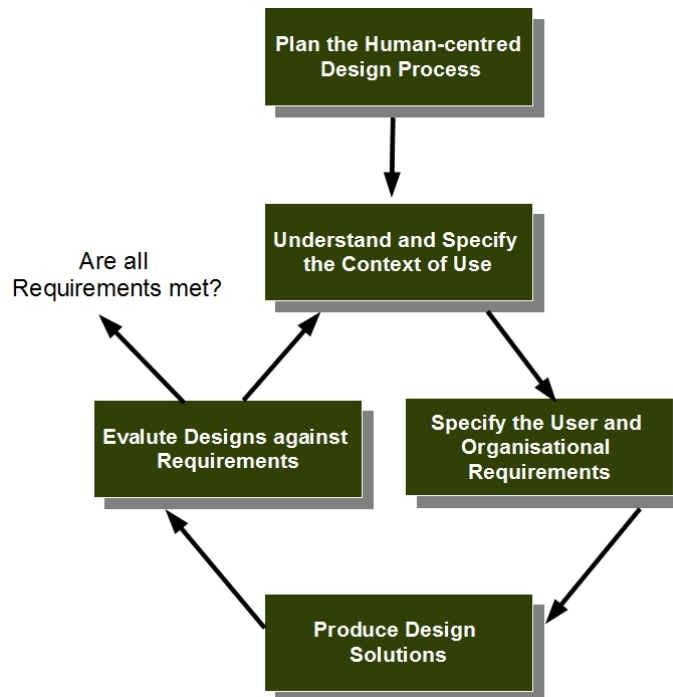 Plan the Human-centred
Design Process
Understand and Specify
the Context of Use
Are all
Requirements met?
Evalute Designs against
Requirements
Specify the User and
Organisational
Requirements
Produce Design
Solutions